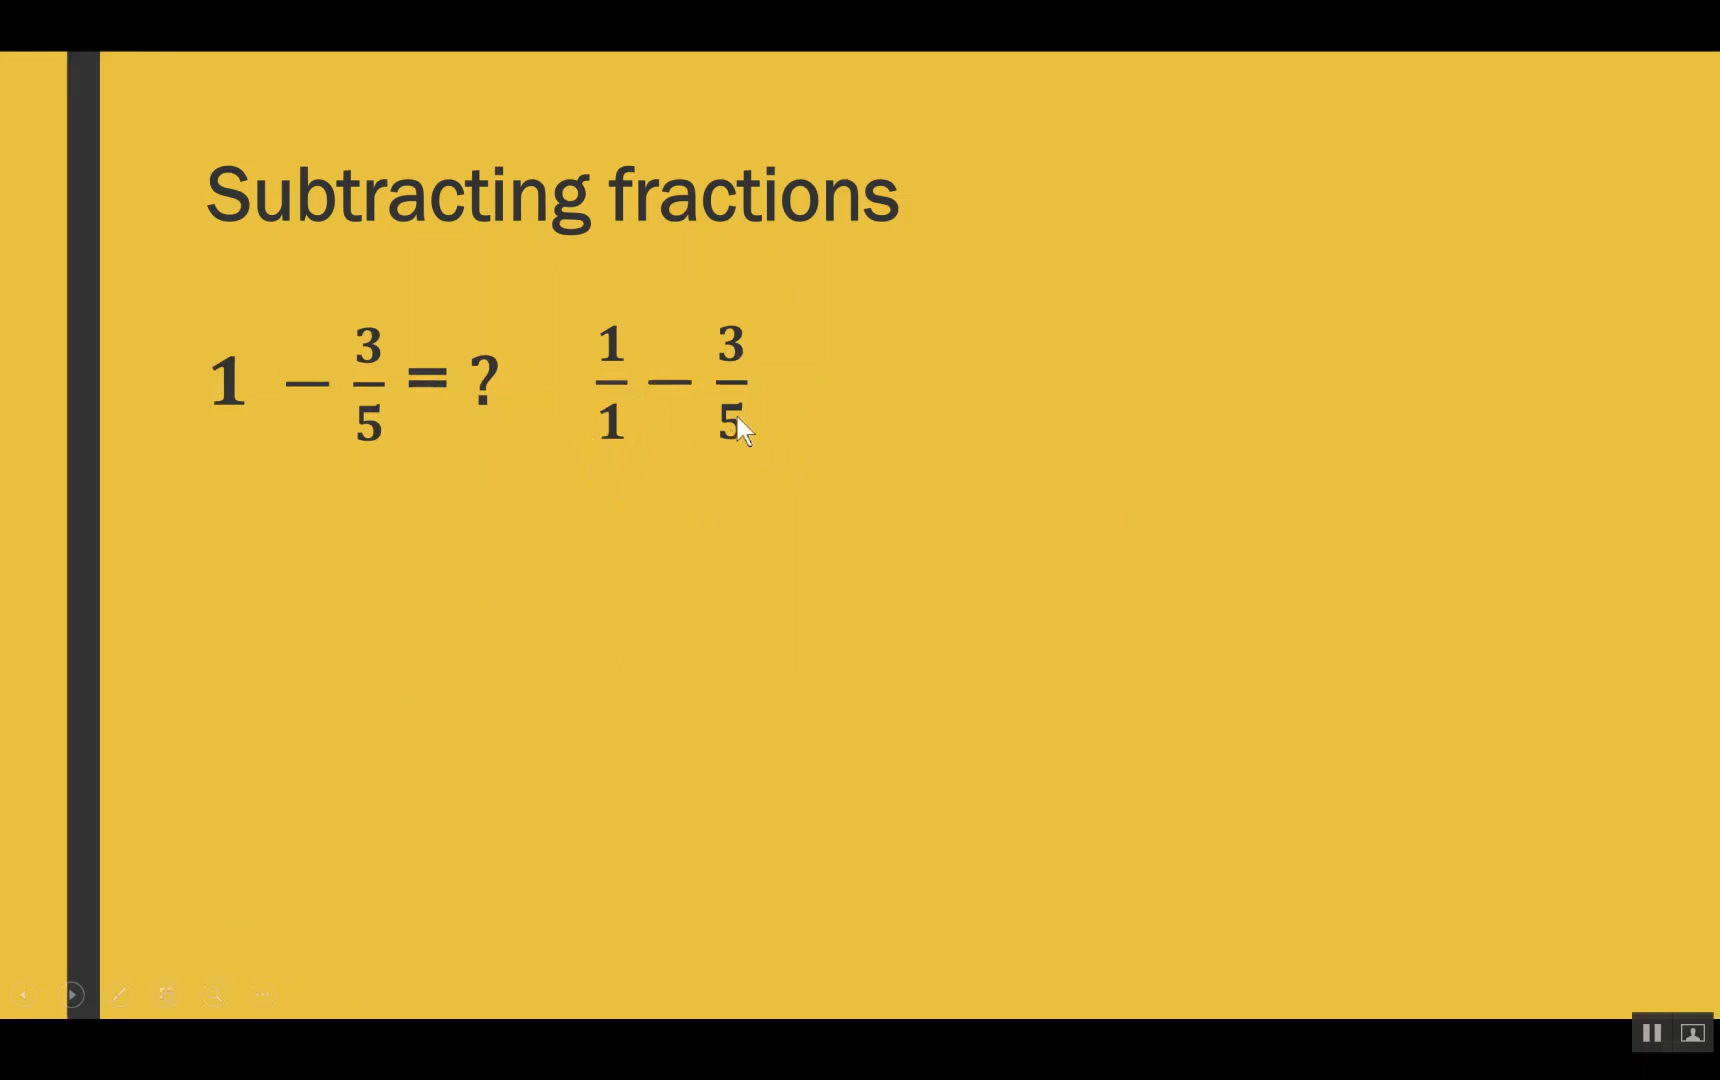 Subtracting fractions
1 − 3/5 = ? 1/1 − 3/5